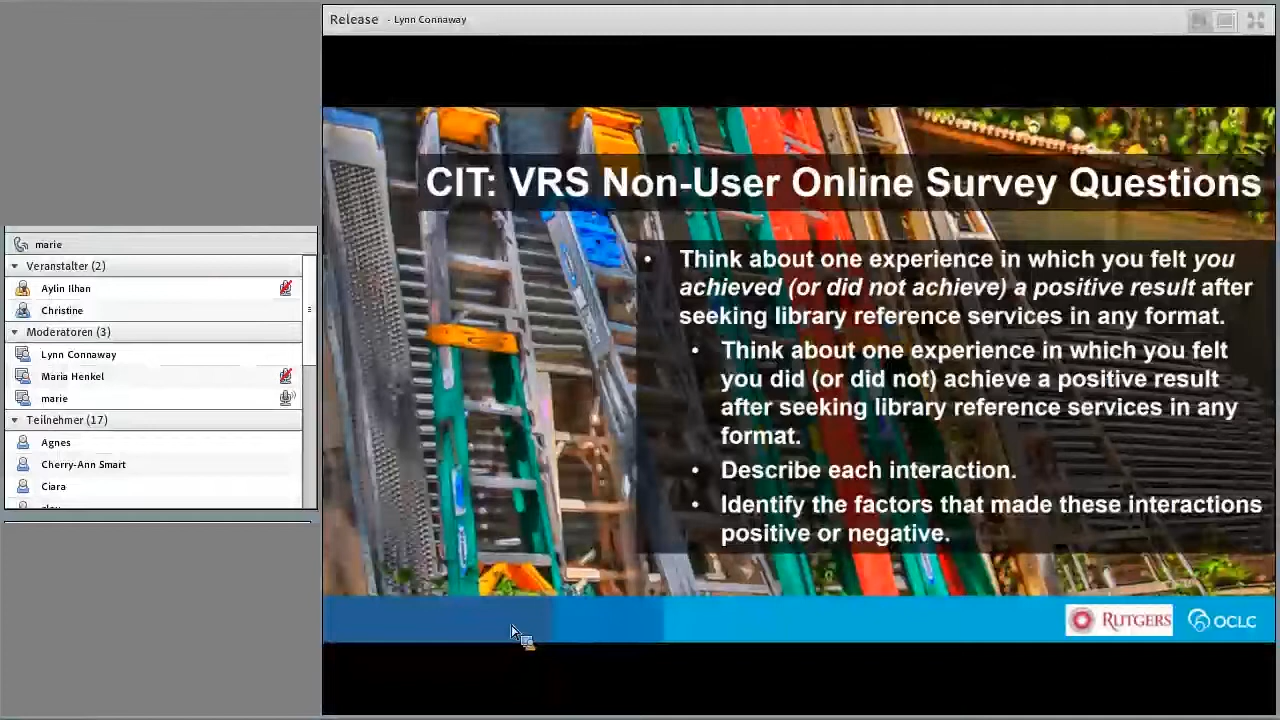 Release - Lynn Connaway
marie
Veranstalter (2)
Aylin Ilhan
Christine
Moderatoren (3)
Lynn Connaway
Maria Henkel
marie
Teilnehmer (17)
Agnes
Cherry-Ann Smart
Ciara
CIT: VRS Non-User Online Survey Questions
• Think about one experience in which you felt you
achieved (or did not achieve) a positive result after
seeking library reference services in any format.
• Think about one experience in which you felt
you did (or did not) achieve a positive result
after seeking library reference services in any
format.
• Describe each interaction.
• Identify the factors that made these interactions
positive or negative.
RUTGERS OCLC